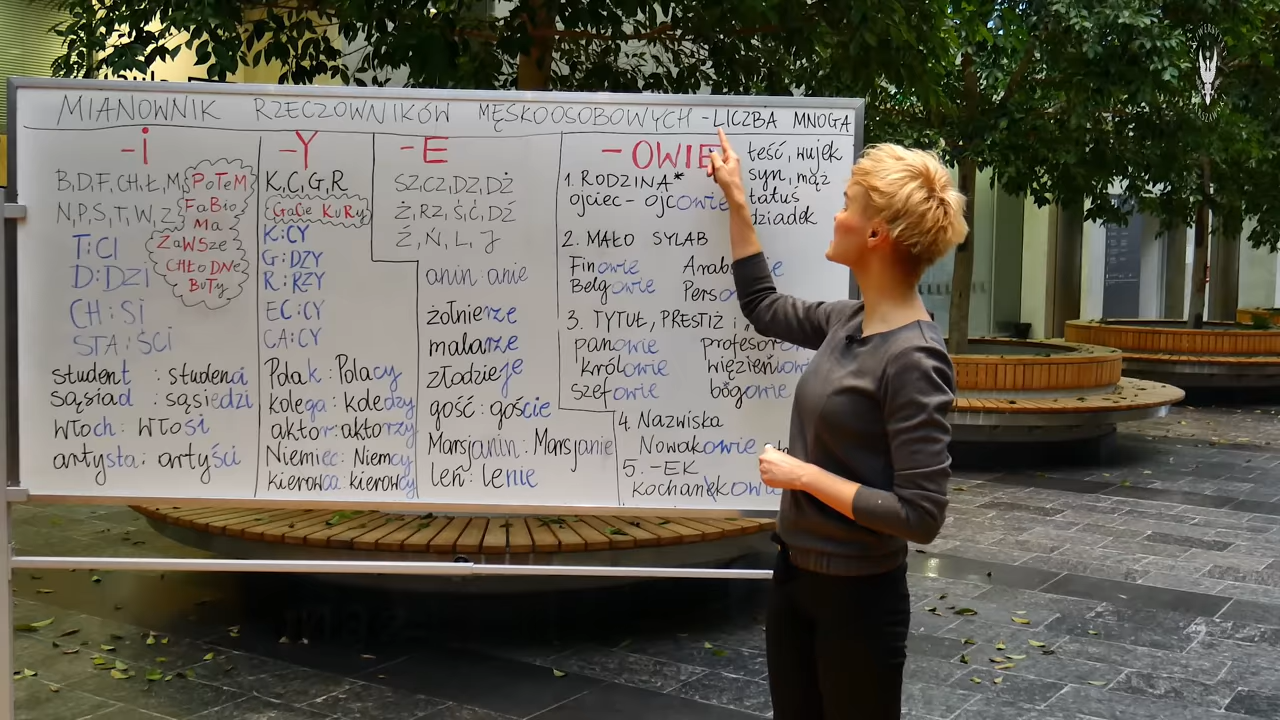 MIANOWNIK RZECZOWNIKÓW MĘSKOOSOBOWYCH - LICZBA MNOGA
-i
B,D,F,CH,Ł,M,
N,P,S,T,W,Z
PoTeM
FaBio
Ma
ZaWSze
CHŁoDNe
BuTy
T:CI
D:DZI
CH:SI
STA:ŚCI
student : studenci
sąsiad : sąsiedzi
Włoch : Włosi
artysta : artyści
-Y
K,C,G,R
GaCie KuRy
K:CY
G:DZY
R:RZY
EC:CY
CA:CY
Polak : Polacy
kolega : koledzy
aktor : aktorzy
Niemiec : Niemcy
kierowca : kierowcy
-E
SZ,CZ,DZ,DŻ
Ż,RZ,Ś,Ć,DŹ
Ź,Ń,L,J
anin : anie
żołnierze
malarze
złodzieje
gość : goście
Marsjanin : Marsjanie
leń : lenie
-OWIE
1. RODZINA*
ojciec - ojcowie
teść, wujek
syn, mąż
tatuś
dziadek
2. MAŁO SYLAB
Finowie
Belgowie
3. TYTUŁ, PRESTIŻ i
panowie
królowie
więzieniowie
szefowie bogowie
4 Nazwiska
Nowakowie
5. -EK
kochankowie